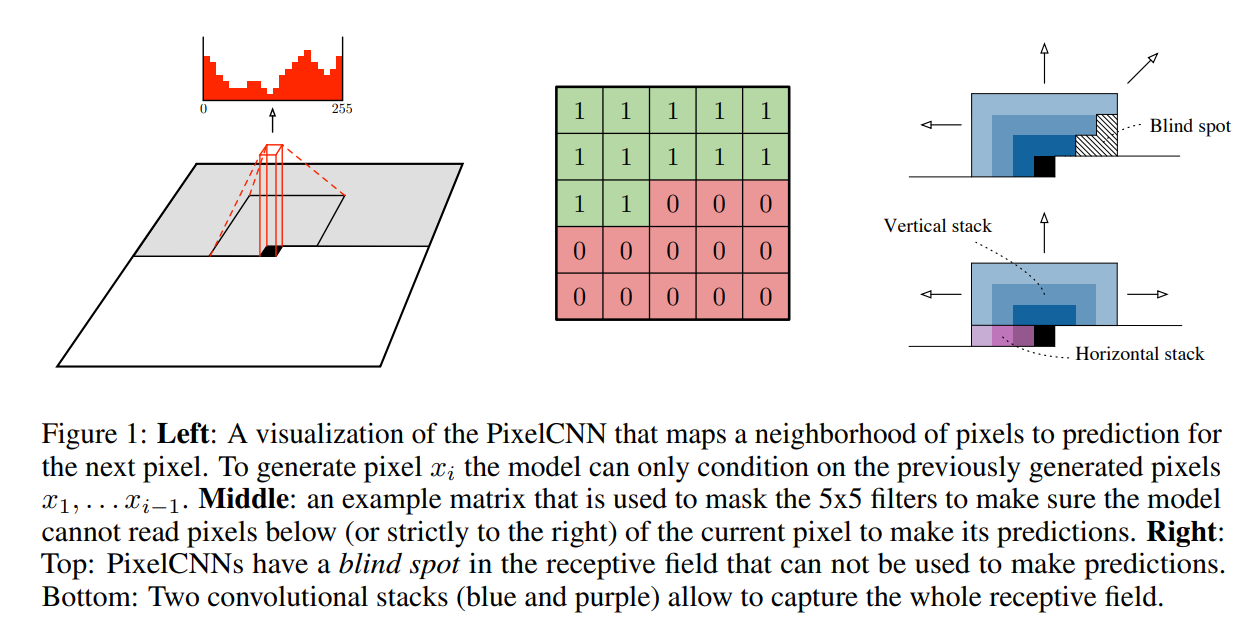 0
255
1 1 1 1 1
1 1 1 1 1
1 1 0 0 0
0 0 0 0 0
0 0 0 0 0
Blind spot
Vertical stack
Horizontal stack
Figure 1: Left: A visualization of the PixelCNN that maps a neighborhood of pixels to prediction for
the next pixel. To generate pixel xᵢ the model can only condition on the previously generated pixels
x₁, . . . xᵢ₋₁. Middle: an example matrix that is used to mask the 5x5 filters to make sure the model
cannot read pixels below (or strictly to the right) of the current pixel to make its predictions. Right:
Top: PixelCNNs have a blind spot in the receptive field that can not be used to make predictions.
Bottom: Two convolutional stacks (blue and purple) allow to capture the whole receptive field.